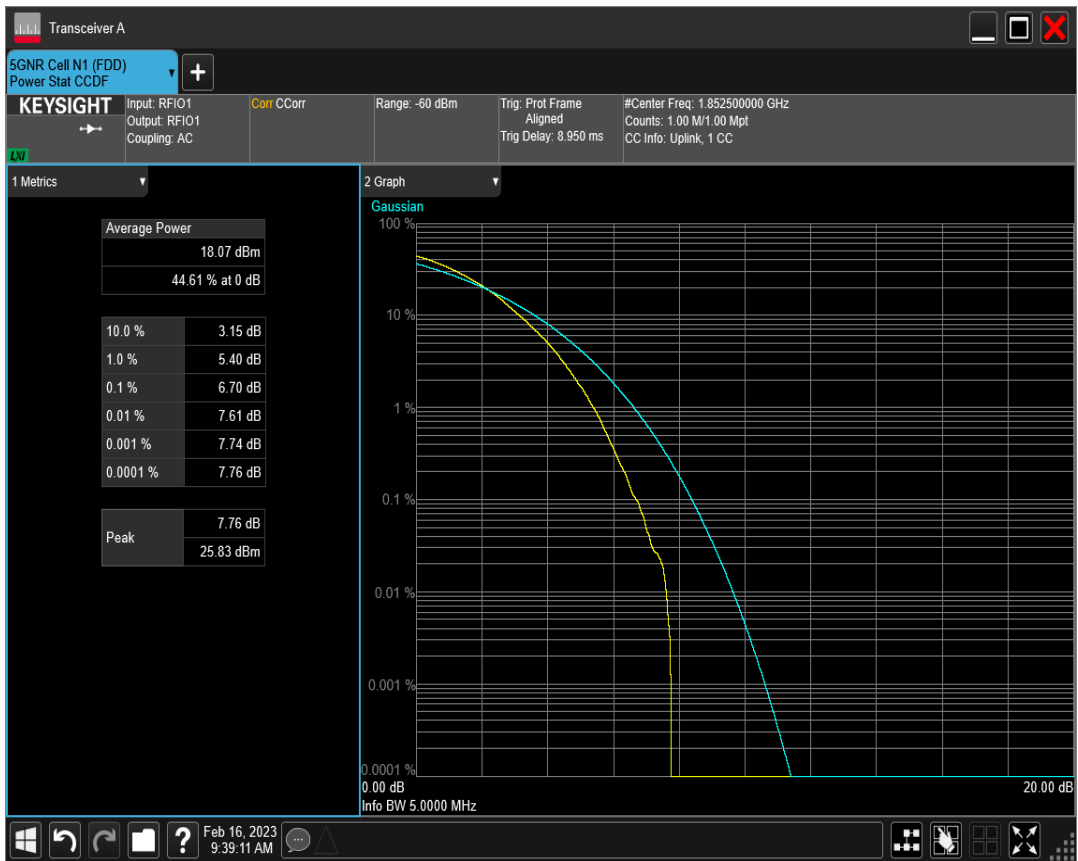 Transceiver A
5GNR Cell N1 (FDD)
Power Stat CCDF
+
KEYSIGHT
LXI
Input: RFIO1
Output: RFIO1
Coupling: AC
Corr CCorr
Range: -60 dBm
Trig: Prot Frame
Aligned
Trig Delay: 8.950 ms
#Center Freq: 1.852500000 GHz
Counts: 1.00 M/1.00 Mpt
CC Info: Uplink, 1 CC
1 Metrics
Average Power
18.07 dBm
44.61 % at 0 dB
10.0 % 3.15 dB
1.0 % 5.40 dB
0.1 % 6.70 dB
0.01 % 7.61 dB
0.001 % 7.74 dB
0.0001 % 7.76 dB
Peak
7.76 dB
25.83 dBm
2 Graph
Gaussian
100 %
10 %
1 %
0.1 %
0.01 %
0.001 %
0.0001 %
0.00 dB 20.00 dB
Info BW 5.0000 MHz
?
Feb 16, 2023
9:39:11 AM